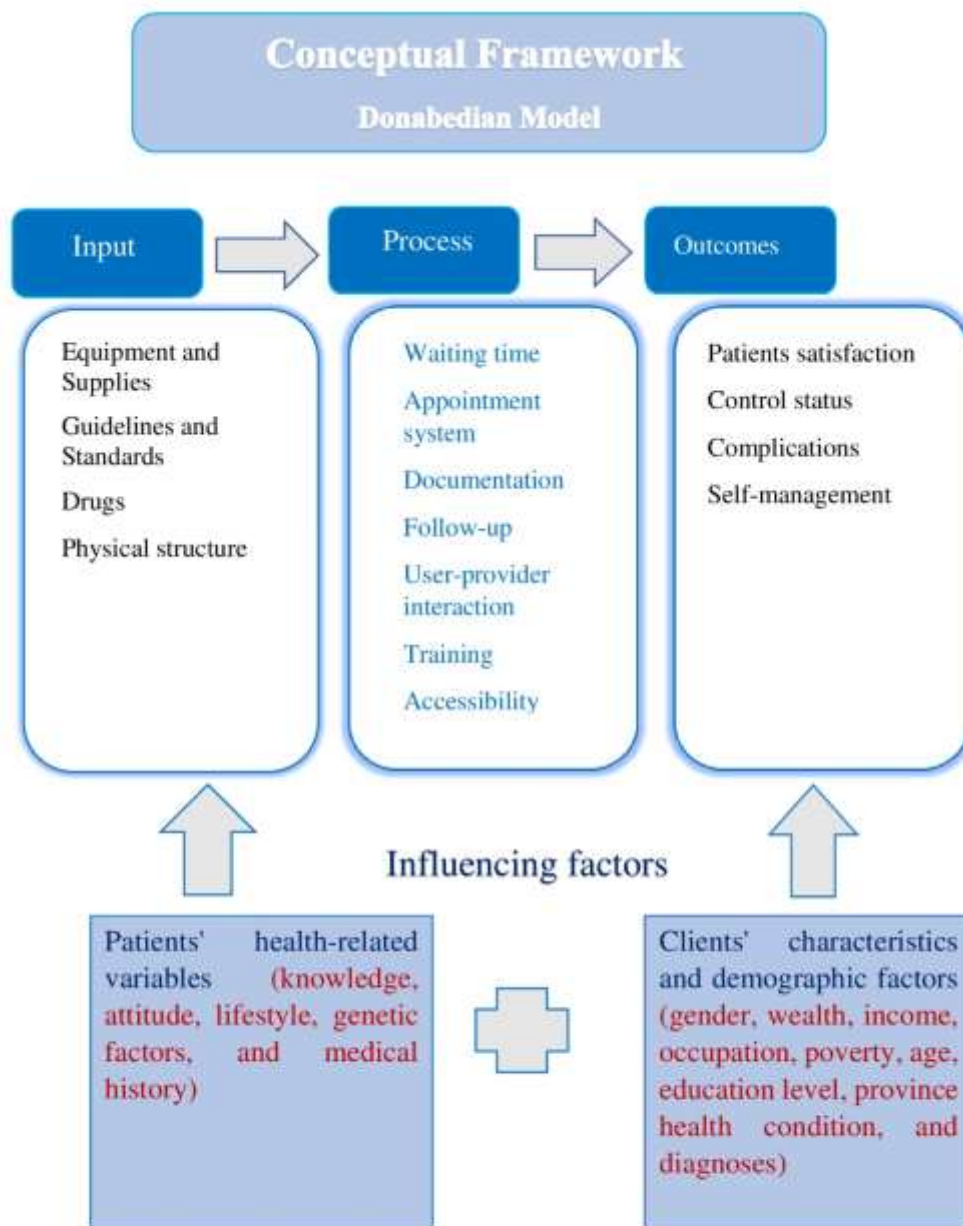 Conceptual Framework
Donabedian Model
Input
Process
Outcomes
Equipment and
Supplies
Guidelines and
Standards
Drugs
Physical structure
Waiting time
Appointment
system
Documentation
Follow-up
User-provider
interaction
Training
Accessibility
Patients satisfaction
Control status
Complications
Self-management
Influencing factors
Patients' health-related
variables (knowledge,
attitude, lifestyle, genetic
factors, and medical
history)
Clients' characteristics
and demographic factors
(gender, wealth, income,
occupation, poverty, age,
education level, province
health condition, and
diagnoses)